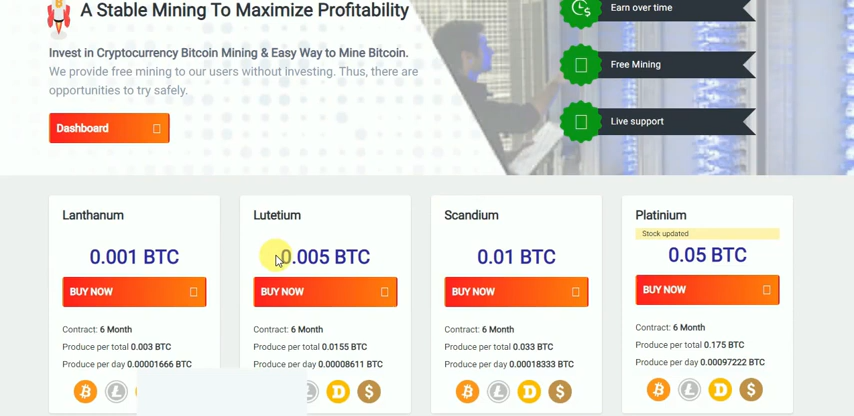 A Stable Mining To Maximize Profitability
Invest in Cryptocurrency Bitcoin Mining & Easy Way to Mine Bitcoin.
We provide free mining to our users without investing. Thus, there are
opportunities to try safely.
Dashboard
Earn over time
Free Mining
Live support
Lanthanum
0.001 BTC
BUY NOW
Contract: 6 Month
Produce per total 0.003 BTC
Produce per day 0.00001666 BTC
Lutetium
0.005 BTC
BUY NOW
Contract: 6 Month
Produce per total 0.0155 BTC
Produce per day 0.00008611 BTC
Scandium
0.01 BTC
BUY NOW
Contract: 6 Month
Produce per total 0.033 BTC
Produce per day 0.00018333 BTC
Platinium
Stock updated
0.05 BTC
BUY NOW
Contract: 6 Month
Produce per total 0.175 BTC
Produce per day 0.00097222 BTC